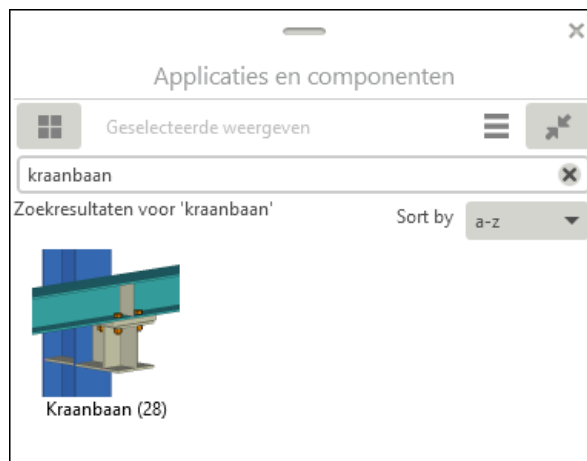 Applicaties en componenten
Geselecteerde weergeven
kraanbaan
Zoekresultaten voor 'kraanbaan'
Sort by
a-z
Kraanbaan (28)